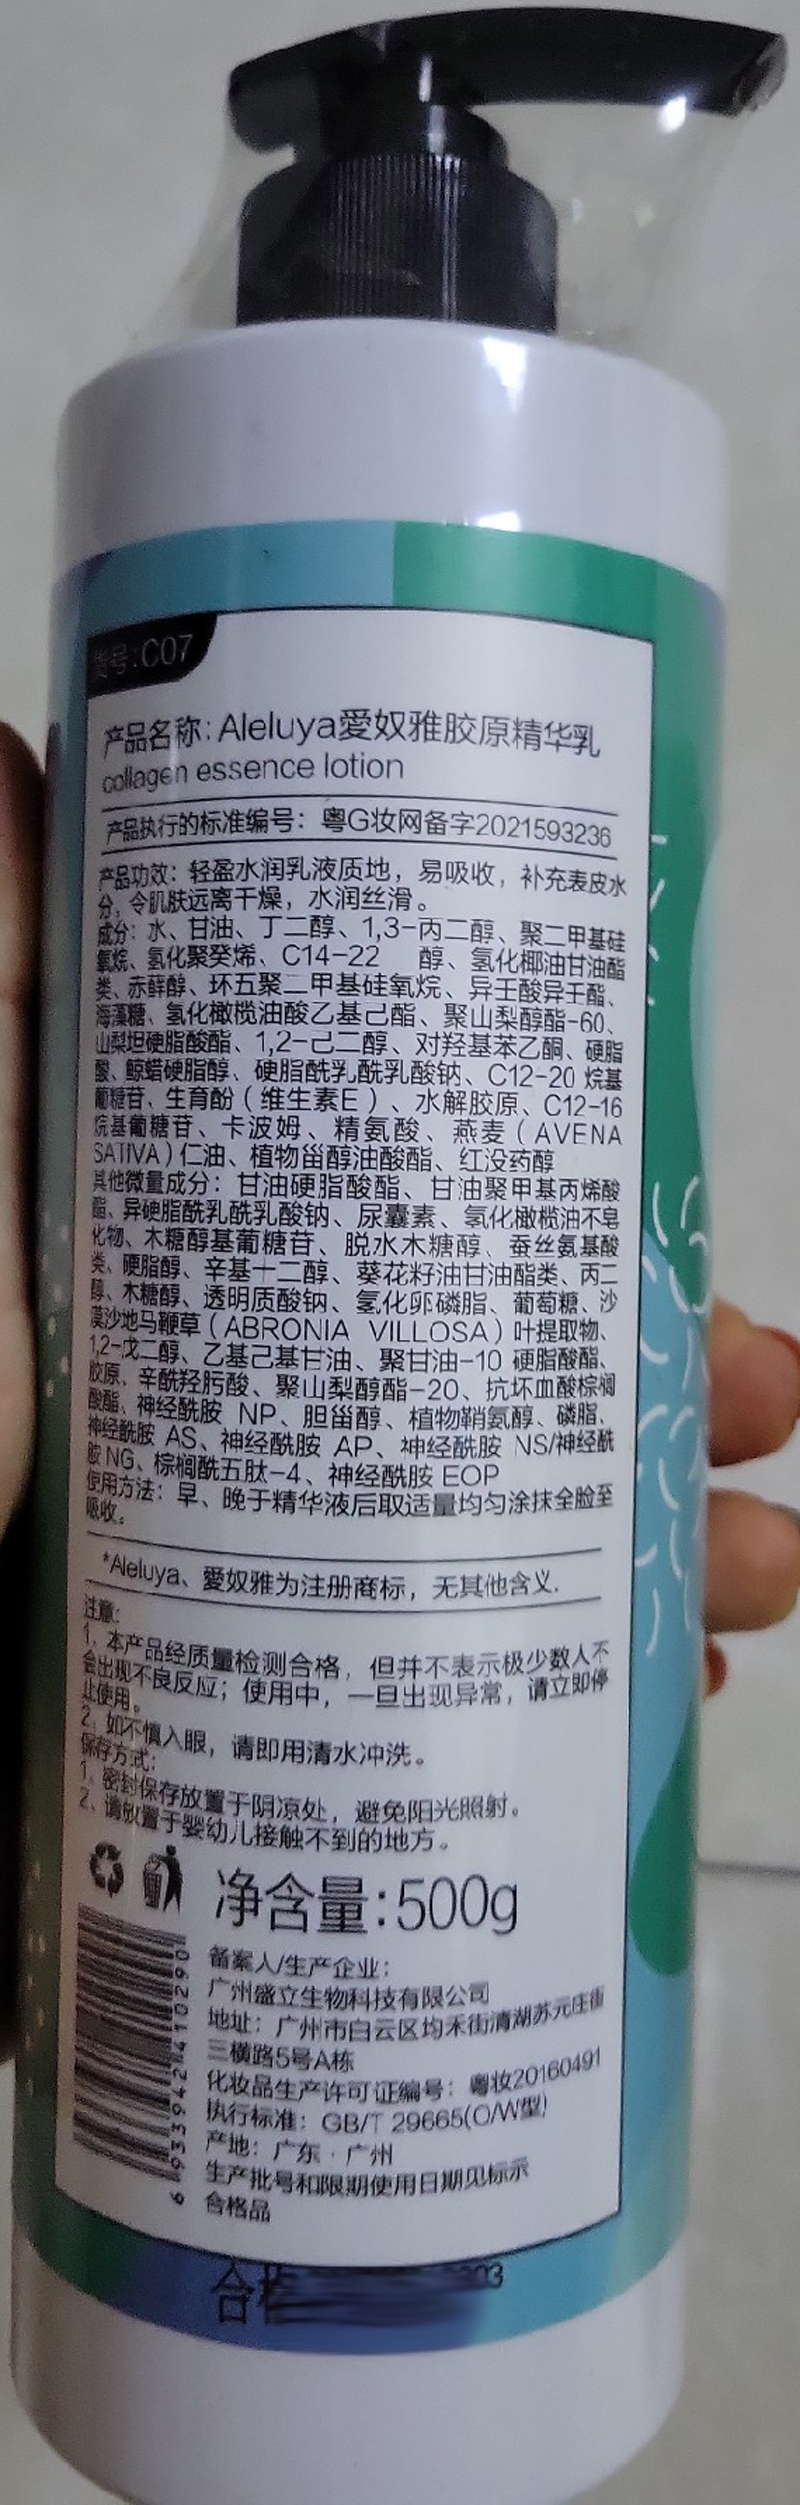 货号:C07
产品名称:Aleluya愛奴雅胶原精华乳
collagen essence lotion
产品执行的标准编号：粤G妆网备字2021593236
产品功效：轻盈水润乳液质地，易吸收，补充表皮水
分，令肌肤远离干燥，水润丝滑。
成分：水、甘油、丁二醇、1,3-丙二醇、聚二甲基硅
氧烷、氢化聚癸烯、C14-22 醇、氢化椰油甘油酯
类、赤藓醇、环五聚二甲基硅氧烷、异壬酸异壬酯、
海藻糖、氢化橄榄油酸乙基己酯、聚山梨醇酯-60、
山梨坦硬脂酸酯、1,2-己二醇、对羟基苯乙酮、硬脂
酸、鲸蜡硬脂醇、硬脂酰乳酰乳酸钠、C12-20 烷基
葡糖苷、生育酚（维生素E）、水解胶原、C12-16
烷基葡糖苷、卡波姆、精氨酸、燕麦（AVENA
SATIVA）仁油、植物甾醇油酸酯、红没药醇
其他微量成分：甘油硬脂酸酯、甘油聚甲基丙烯酸
酯、异硬脂酰乳酰乳酸钠、尿囊素、氢化橄榄油不皂
化物、木糖醇基葡糖苷、脱水木糖醇、蚕丝氨基酸
类、硬脂醇、辛基十二醇、葵花籽油甘油酯类、丙二
醇、木糖醇、透明质酸钠、氢化卵磷脂、葡萄糖、沙
漠沙地马鞭草（ABRONIA VILLOSA）叶提取物、
1,2-戊二醇、乙基己基甘油、聚甘油-10 硬脂酸酯、
胶原、辛酰羟肟酸、聚山梨醇酯-20、抗坏血酸棕榈
酸酯、神经酰胺 NP、胆甾醇、植物鞘氨醇、磷脂、
神经酰胺 AS、神经酰胺 AP、神经酰胺 NS/神经酰
胺 NG、棕榈酰五肽-4、神经酰胺 EOP
使用方法：早、晚于精华液后取适量均匀涂抹全脸至
吸收。
*Aleluya、愛奴雅为注册商标，无其他含义.
注意:
1、本产品经质量检测合格，但并不表示极少数人不
会出现不良反应；使用中，一旦出现异常，请立即停
止使用。
2、如不慎入眼，请即用清水冲洗。
保存方式:
1、密封保存放置于阴凉处，避免阳光照射。
2、请放置于婴幼儿接触不到的地方。
净含量:500g
备案人/生产企业：
广州盛立生物科技有限公司
地址：广州市白云区均禾街清湖苏元庄街
三横路5号A栋
化妆品生产许可证编号：粤妆20160491
执行标准：GB/T 29665(O/W型)
产地：广东·广州
生产批号和限期使用日期见标示
合格品
6933942410290
合格